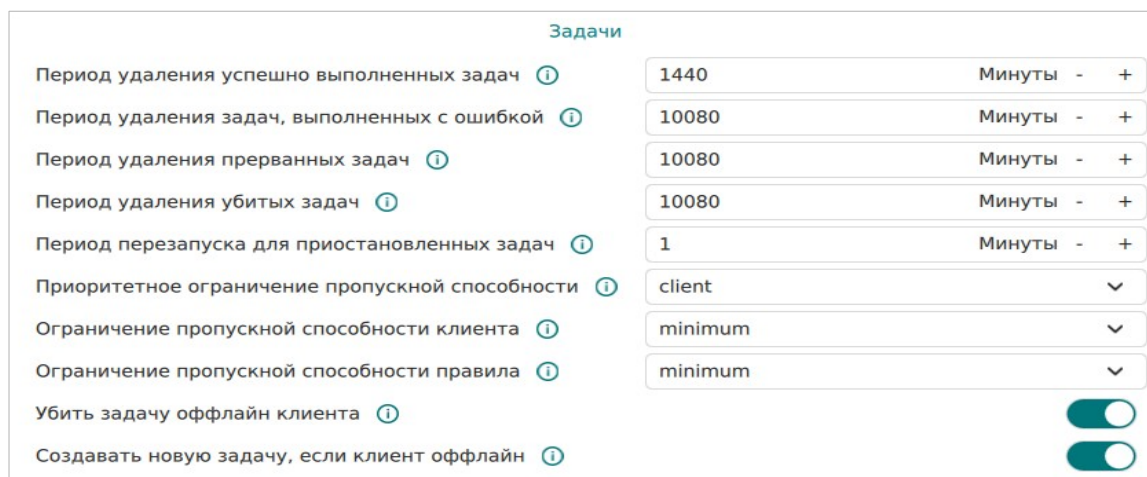 Задачи
Период удаления успешно выполненных задач 1440 Минуты - +
Период удаления задач, выполненных с ошибкой 10080 Минуты - +
Период удаления прерванных задач 10080 Минуты - +
Период удаления убитых задач 10080 Минуты - +
Период перезапуска для приостановленных задач 1 Минуты - +
Приоритетное ограничение пропускной способности client
Ограничение пропускной способности клиента minimum
Ограничение пропускной способности правила minimum
Убить задачу оффлайн клиента
Создавать новую задачу, если клиент оффлайн